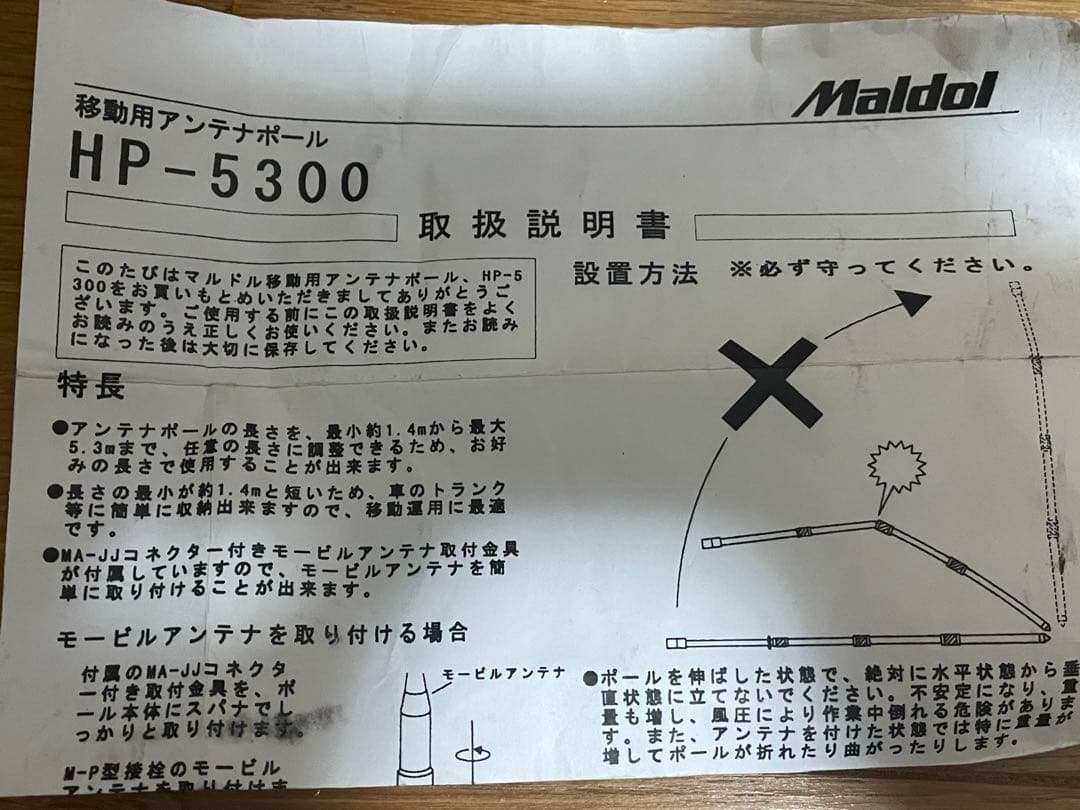 Maldol
移動用アンテナポール
HP-5300
取扱説明書
このたびはマルドル移動用アンテナポール、HP-5
300をお買いもとめいただきましてありがとうご
ざいます。ご使用する前にこの取扱説明書をよく
お読みのうえ正しくお使いください。またお読み
になった後は大切に保存してください。
特長
●アンテナポールの長さを、最小約1.4mから最大
5.3mまで、任意の長さに調整できるため、お好
みの長さで使用することが出来ます。
●長さの最小が約1.4mと短いため、車のトランク
等に簡単に収納出来ますので、移動運用に最適
です。
●MA-JJコネクター付きモービルアンテナ取付金具
が付属していますので、モービルアンテナを簡
単に取り付けることが出来ます。
モービルアンテナを取り付ける場合
付属のMA-JJコネクタ
ー付き取付金具を、ポ
ール本体にスパナでし
っかりと取り付けます。
M-P型接栓のモービル
アンテナを取り付けま
モービルアンテナ
設置方法 ※必ず守ってください。
●ポールを伸ばした状態で、絶対に水平状態から垂
直状態に立てないでください。不安定になり、重
量も増し、風圧により作業中倒れる危険がありま
す。また、アンテナを付けた状態では特に重量が
増してポールが折れたり曲がったりします。